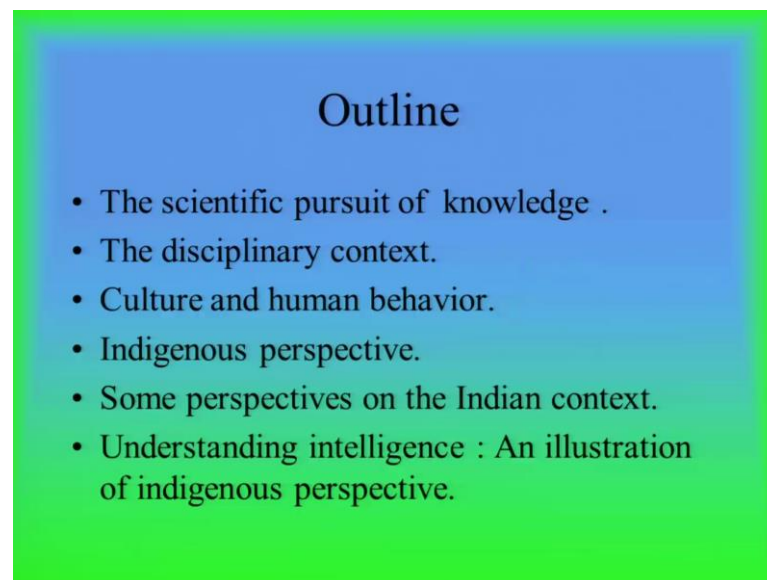 Outline
• The scientific pursuit of knowledge .
• The disciplinary context.
• Culture and human behavior.
• Indigenous perspective.
• Some perspectives on the Indian context.
• Understanding intelligence : An illustration
of indigenous perspective.